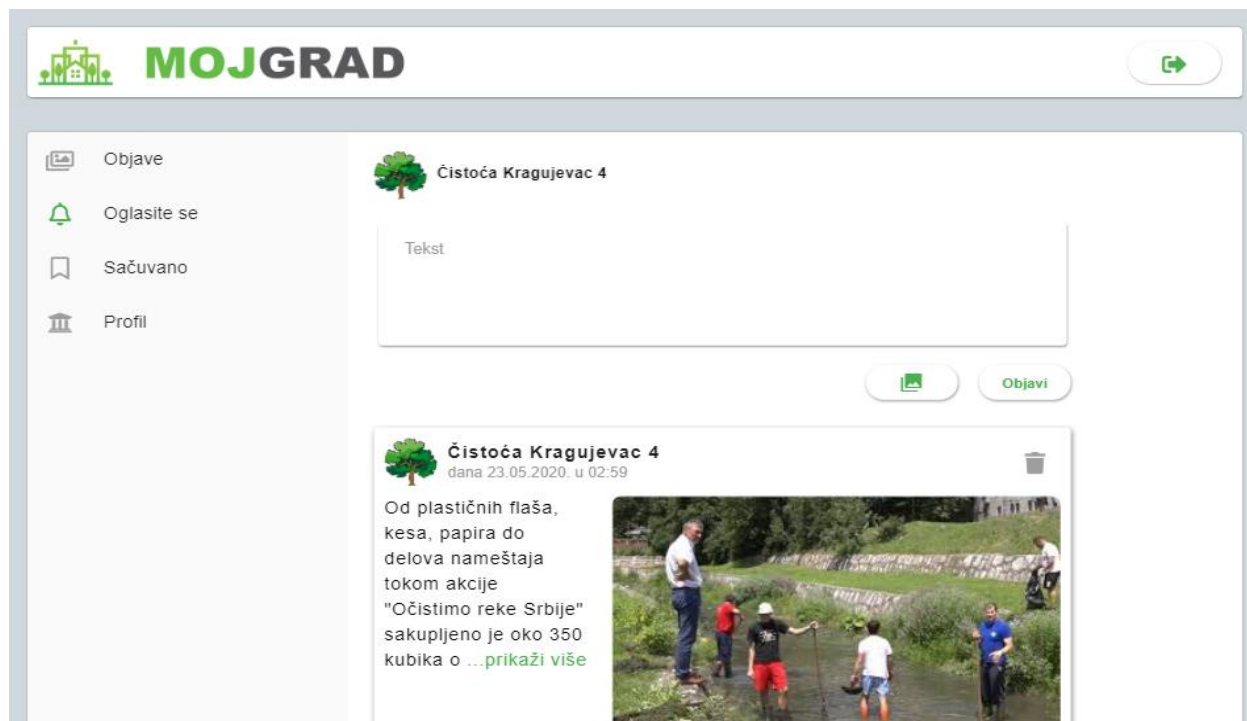 MOJGRAD
Objave
Oglasite se
Sačuvano
Profil
Čistoća Kragujevac 4
Tekst
Objavi
Čistoća Kragujevac 4
dana 23.05.2020. u 02:59
Od plastičnih flaša,
kesa, papira do
delova nameštaja
tokom akcije
"Očistimo reke Srbije"
sakupljeno je oko 350
kubika o ...prikaži više